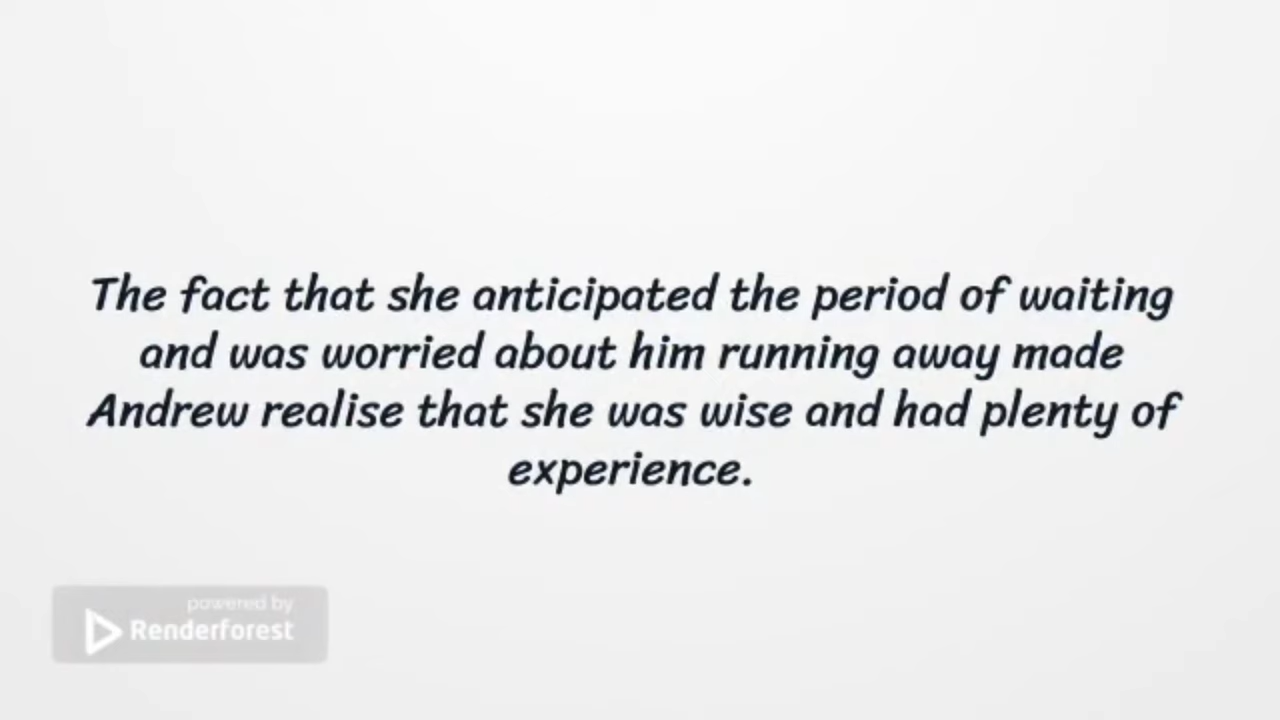 The fact that she anticipated the period of waiting
and was worried about him running away made
Andrew realise that she was wise and had plenty of
experience.
powered by
Renderforest